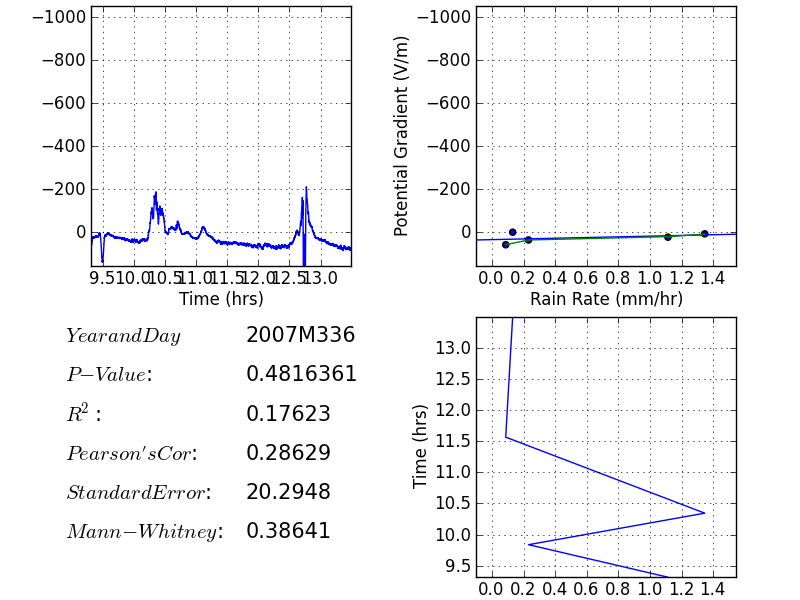 −1000
−800
−600
−400
−200
0
9.5 10.0 10.5 11.0 11.5 12.0 12.5 13.0
Time (hrs)
Potential Gradient (V/m)
−1000
−800
−600
−400
−200
0
0.0 0.2 0.4 0.6 0.8 1.0 1.2 1.4
Rain Rate (mm/hr)
YearandDay 2007M336
P−Value: 0.4816361
R²: 0.17623
Pearson'sCor: 0.28629
StandardError: 20.2948
Mann−Whitney: 0.38641
Time (hrs)
13.0
12.5
12.0
11.5
11.0
10.5
10.0
9.5
0.0 0.2 0.4 0.6 0.8 1.0 1.2 1.4